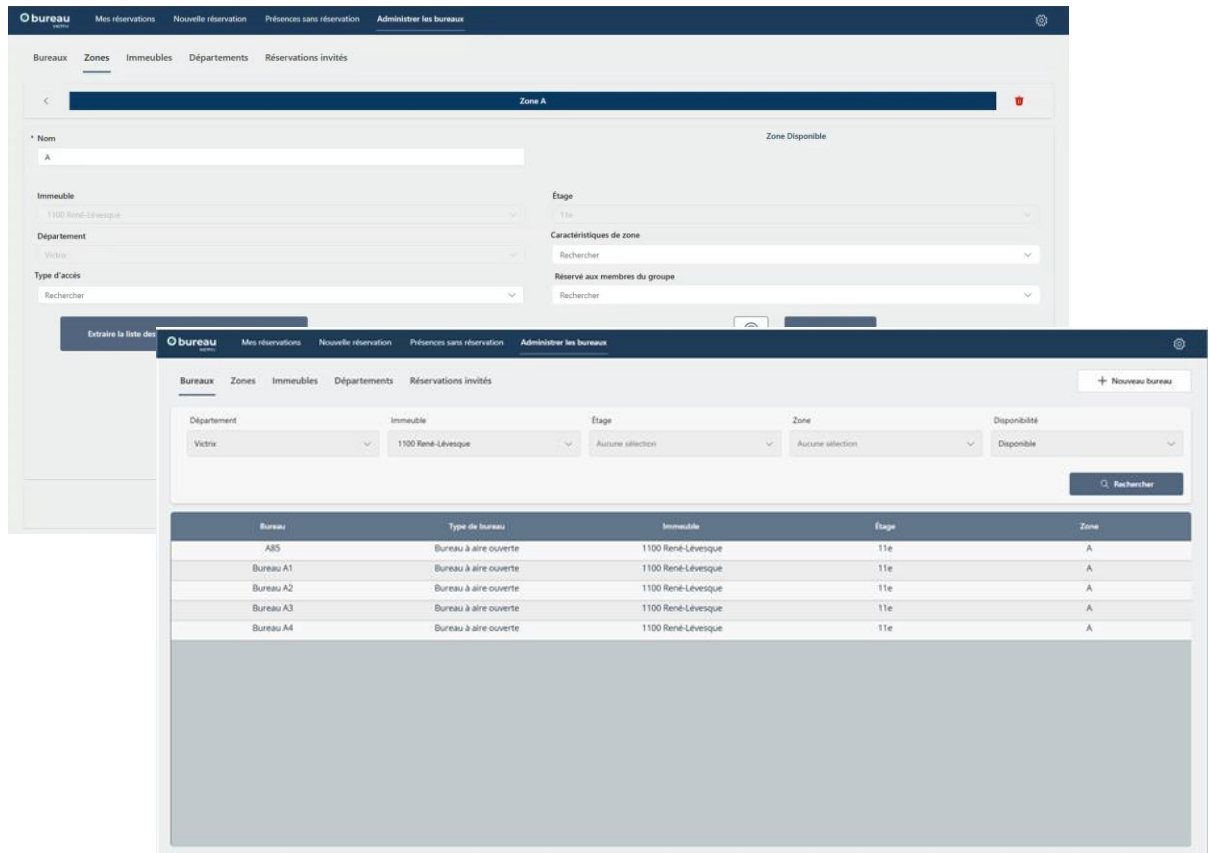 bureau
VICTRIX
Mes réservations Nouvelle réservation Présences sans réservation Administrer les bureaux
Bureaux Zones Immeubles Départements Réservations invités
Zone A
* Nom
Zone Disponible
A
Immeuble Étage
1100 René-Lévesque 11e
Département Caractéristiques de zone
Victrix Rechercher
Type d'accès Réservé aux membres du groupe
Rechercher Rechercher
Extraire la liste des
bureau
VICTRIX
Mes réservations Nouvelle réservation Présences sans réservation Administrer les bureaux
Bureaux Zones Immeubles Départements Réservations invités + Nouveau bureau
Département Immeuble Étage Zone Disponibilité
Victrix 1100 René-Lévesque Aucune sélection Aucune sélection Disponible
Rechercher
Bureau Type de bureau Immeuble Étage Zone
A85 Bureau à aire ouverte 1100 René-Lévesque 11e A
Bureau A1 Bureau à aire ouverte 1100 René-Lévesque 11e A
Bureau A2 Bureau à aire ouverte 1100 René-Lévesque 11e A
Bureau A3 Bureau à aire ouverte 1100 René-Lévesque 11e A
Bureau A4 Bureau à aire ouverte 1100 René-Lévesque 11e A